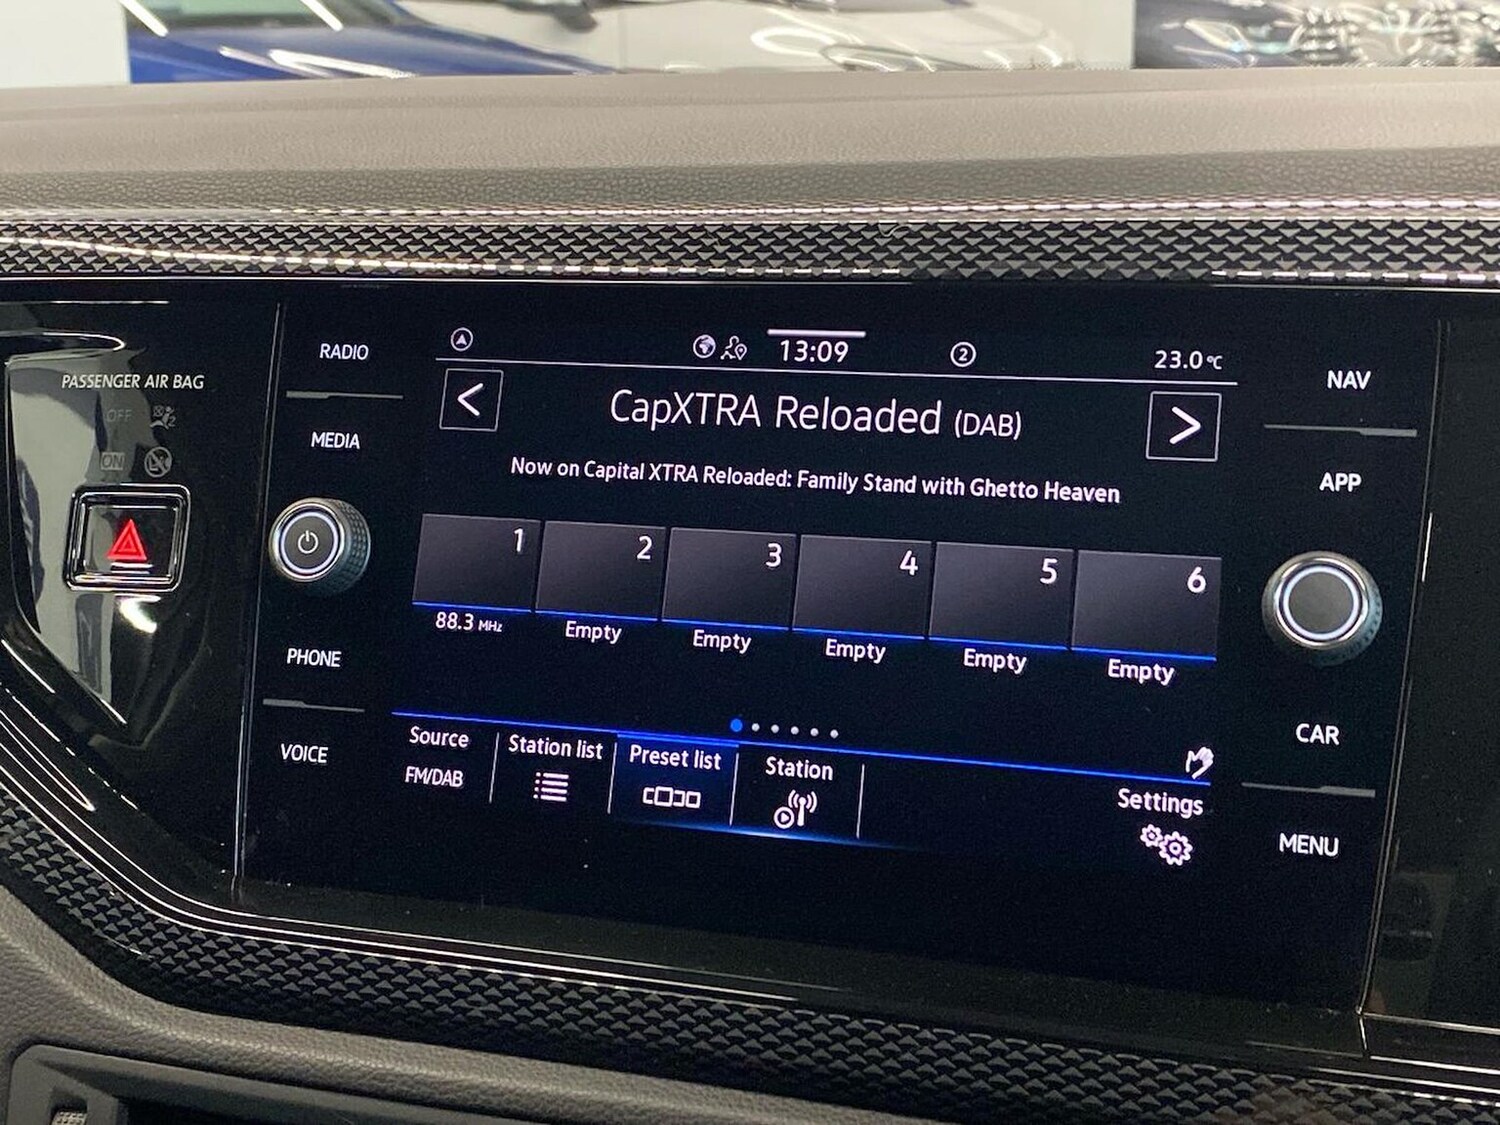 PASSENGER AIR BAG
OFF
2
ON
RADIO
MEDIA
PHONE
VOICE
13:09
2
23.0 °C
< CapXTRA Reloaded (DAB) >
Now on Capital XTRA Reloaded: Family Stand with Ghetto Heaven
1 2 3 4 5 6
88.3 MHz Empty Empty Empty Empty Empty
Source Station list Preset list Station Settings
FM/DAB
NAV
APP
CAR
MENU